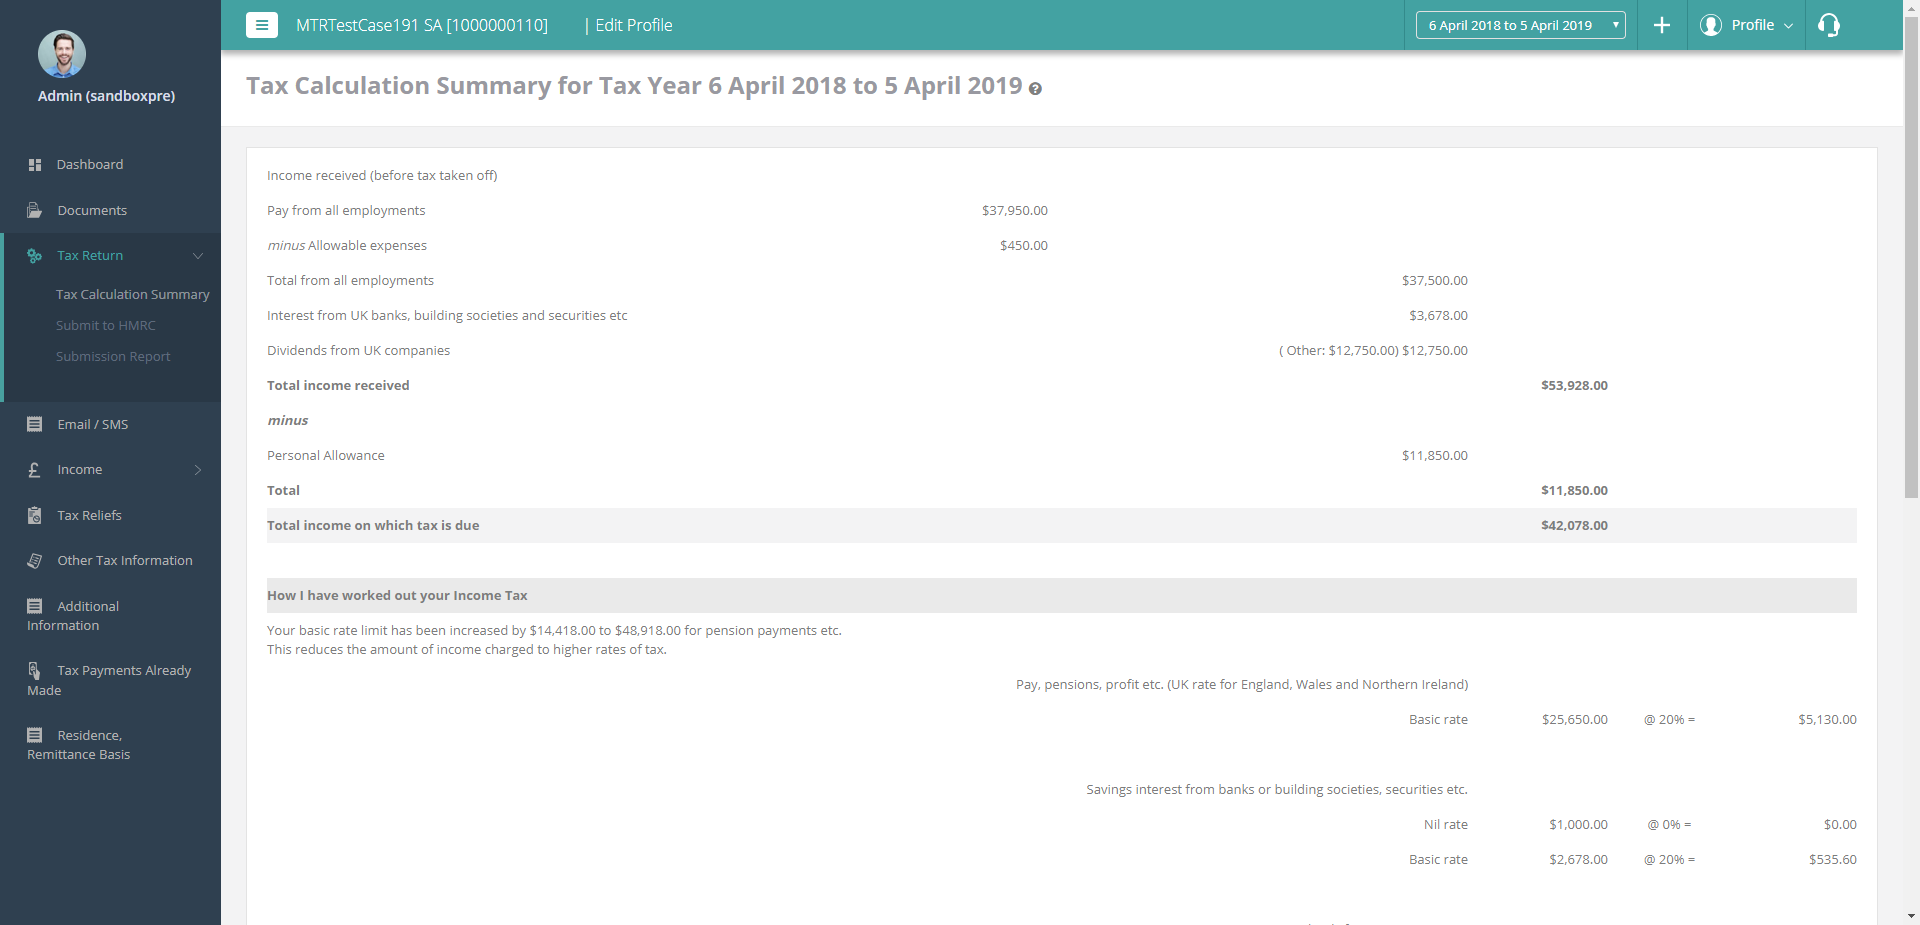 MTRTestCase191 SA [1000000110] | Edit Profile
6 April 2018 to 5 April 2019
Profile
Admin (sandboxpre)
Dashboard
Documents
Tax Return
Tax Calculation Summary
Submit to HMRC
Submission Report
Email / SMS
Income
Tax Reliefs
Other Tax Information
Additional
Information
Tax Payments Already
Made
Residence,
Remittance Basis
Tax Calculation Summary for Tax Year 6 April 2018 to 5 April 2019
Income received (before tax taken off)
Pay from all employments $37,950.00
minus Allowable expenses $450.00
Total from all employments $37,500.00
Interest from UK banks, building societies and securities etc $3,678.00
Dividends from UK companies ( Other: $12,750.00) $12,750.00
Total income received $53,928.00
minus
Personal Allowance $11,850.00
Total $11,850.00
Total income on which tax is due $42,078.00
How I have worked out your Income Tax
Your basic rate limit has been increased by $14,418.00 to $48,918.00 for pension payments etc.
This reduces the amount of income charged to higher rates of tax.
Pay, pensions, profit etc. (UK rate for England, Wales and Northern Ireland)
Basic rate $25,650.00 @ 20% = $5,130.00
Savings interest from banks or building societies, securities etc.
Nil rate $1,000.00 @ 0% = $0.00
Basic rate $2,678.00 @ 20% = $535.60